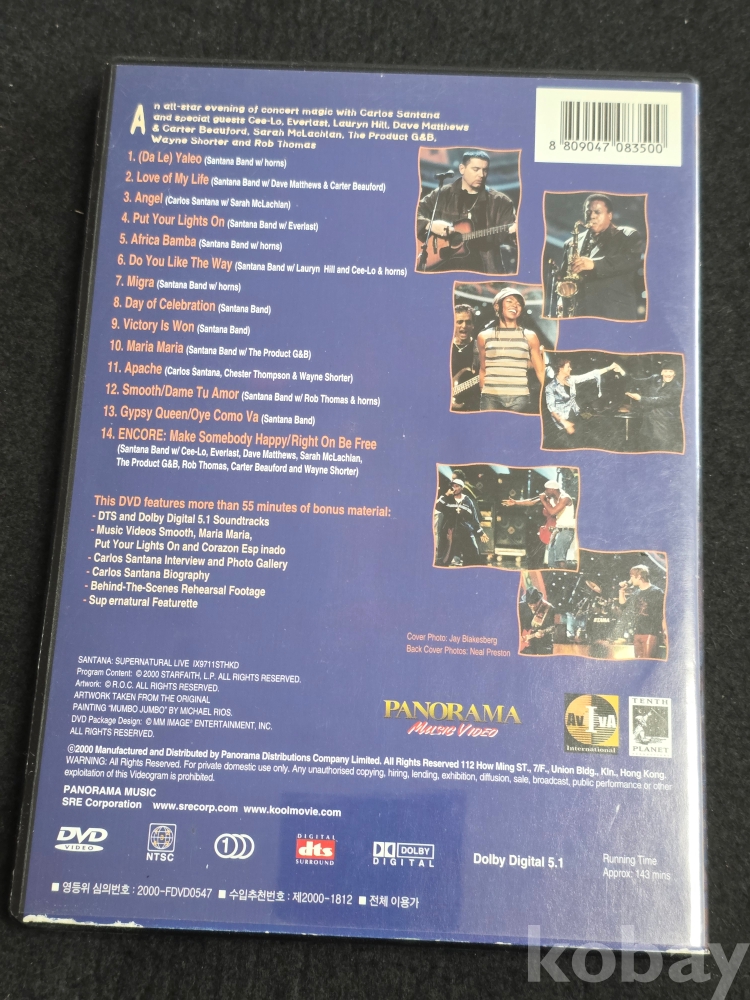 An all-star evening of concert magic with Carlos Santana
and special guests Cee-Lo, Everlast, Lauryn Hill, Dave Matthews
& Carter Beauford, Sarah McLachlan, The Product G&B,
Wayne Shorter and Rob Thomas
8 809047 083500
1. (Da Le) Yaleo (Santana Band w/ horns)
2. Love of My Life (Santana Band w/ Dave Matthews & Carter Beauford)
3. Angel (Carlos Santana w/ Sarah McLachlan)
4. Put Your Lights On (Santana Band w/ Everlast)
5. Africa Bamba (Santana Band w/ horns)
6. Do You Like The Way (Santana Band w/ Lauryn Hill and Cee-Lo & horns)
7. Migra (Santana Band w/ horns)
8. Day of Celebration (Santana Band)
9. Victory Is Won (Santana Band)
10. Maria Maria (Santana Band w/ The Product G&B)
11. Apache (Carlos Santana, Chester Thompson & Wayne Shorter)
12. Smooth/Dame Tu Amor (Santana Band w/ Rob Thomas & horns)
13. Gypsy Queen/Oye Como Va (Santana Band)
14. ENCORE: Make Somebody Happy/Right On Be Free
(Santana Band w/ Cee-Lo, Everlast, Dave Matthews, Sarah McLachlan,
The Product G&B, Rob Thomas, Carter Beauford and Wayne Shorter)
This DVD features more than 55 minutes of bonus material:
- DTS and Dolby Digital 5.1 Soundtracks
- Music Videos Smooth, Maria Maria,
Put Your Lights On and Corazon Esp inado
- Carlos Santana Interview and Photo Gallery
- Carlos Santana Biography
- Behind-The-Scenes Rehearsal Footage
- Sup ernatural Featurette
Cover Photo: Jay Blakesberg
Back Cover Photos: Neal Preston
SANTANA: SUPERNATURAL LIVE IX9711STHKD
Program Content: © 2000 STARFAITH, L.P. ALL RIGHTS RESERVED.
Artwork: © R.O.C. ALL RIGHTS RESERVED.
ARTWORK TAKEN FROM THE ORIGINAL
PAINTING "MUMBO JUMBO" BY MICHAEL RIOS.
DVD Package Design: © MM IMAGE ENTERTAINMENT, INC.
ALL RIGHTS RESERVED.
PANORAMA
MUSIC VIDEO
AvIvA
International
TENTH
PLANET
©2000 Manufactured and Distributed by Panorama Distributions Company Limited. All Rights Reserved 112 How Ming ST., 7/F., Union Bldg., Kln., Hong Kong.
WARNING: All Rights Reserved. For private domestic use only. Any unauthorised copying, hiring, lending, exhibition, diffusion, sale, broadcast, public performance or other
exploitation of this Videogram is prohibited.
PANORAMA MUSIC
SRE Corporation www.srecorp.com www.koolmovie.com
DVD
VIDEO
NTSC
1
DIGITAL
dts
SURROUND
DOLBY
DIGITAL
Dolby Digital 5.1
Running Time
Approx: 143 mins
■ 영등위 심의번호 : 2000-FDVD0547 ■ 수입추천번호 : 제2000-1812 ■ 전체 이용가
kobay